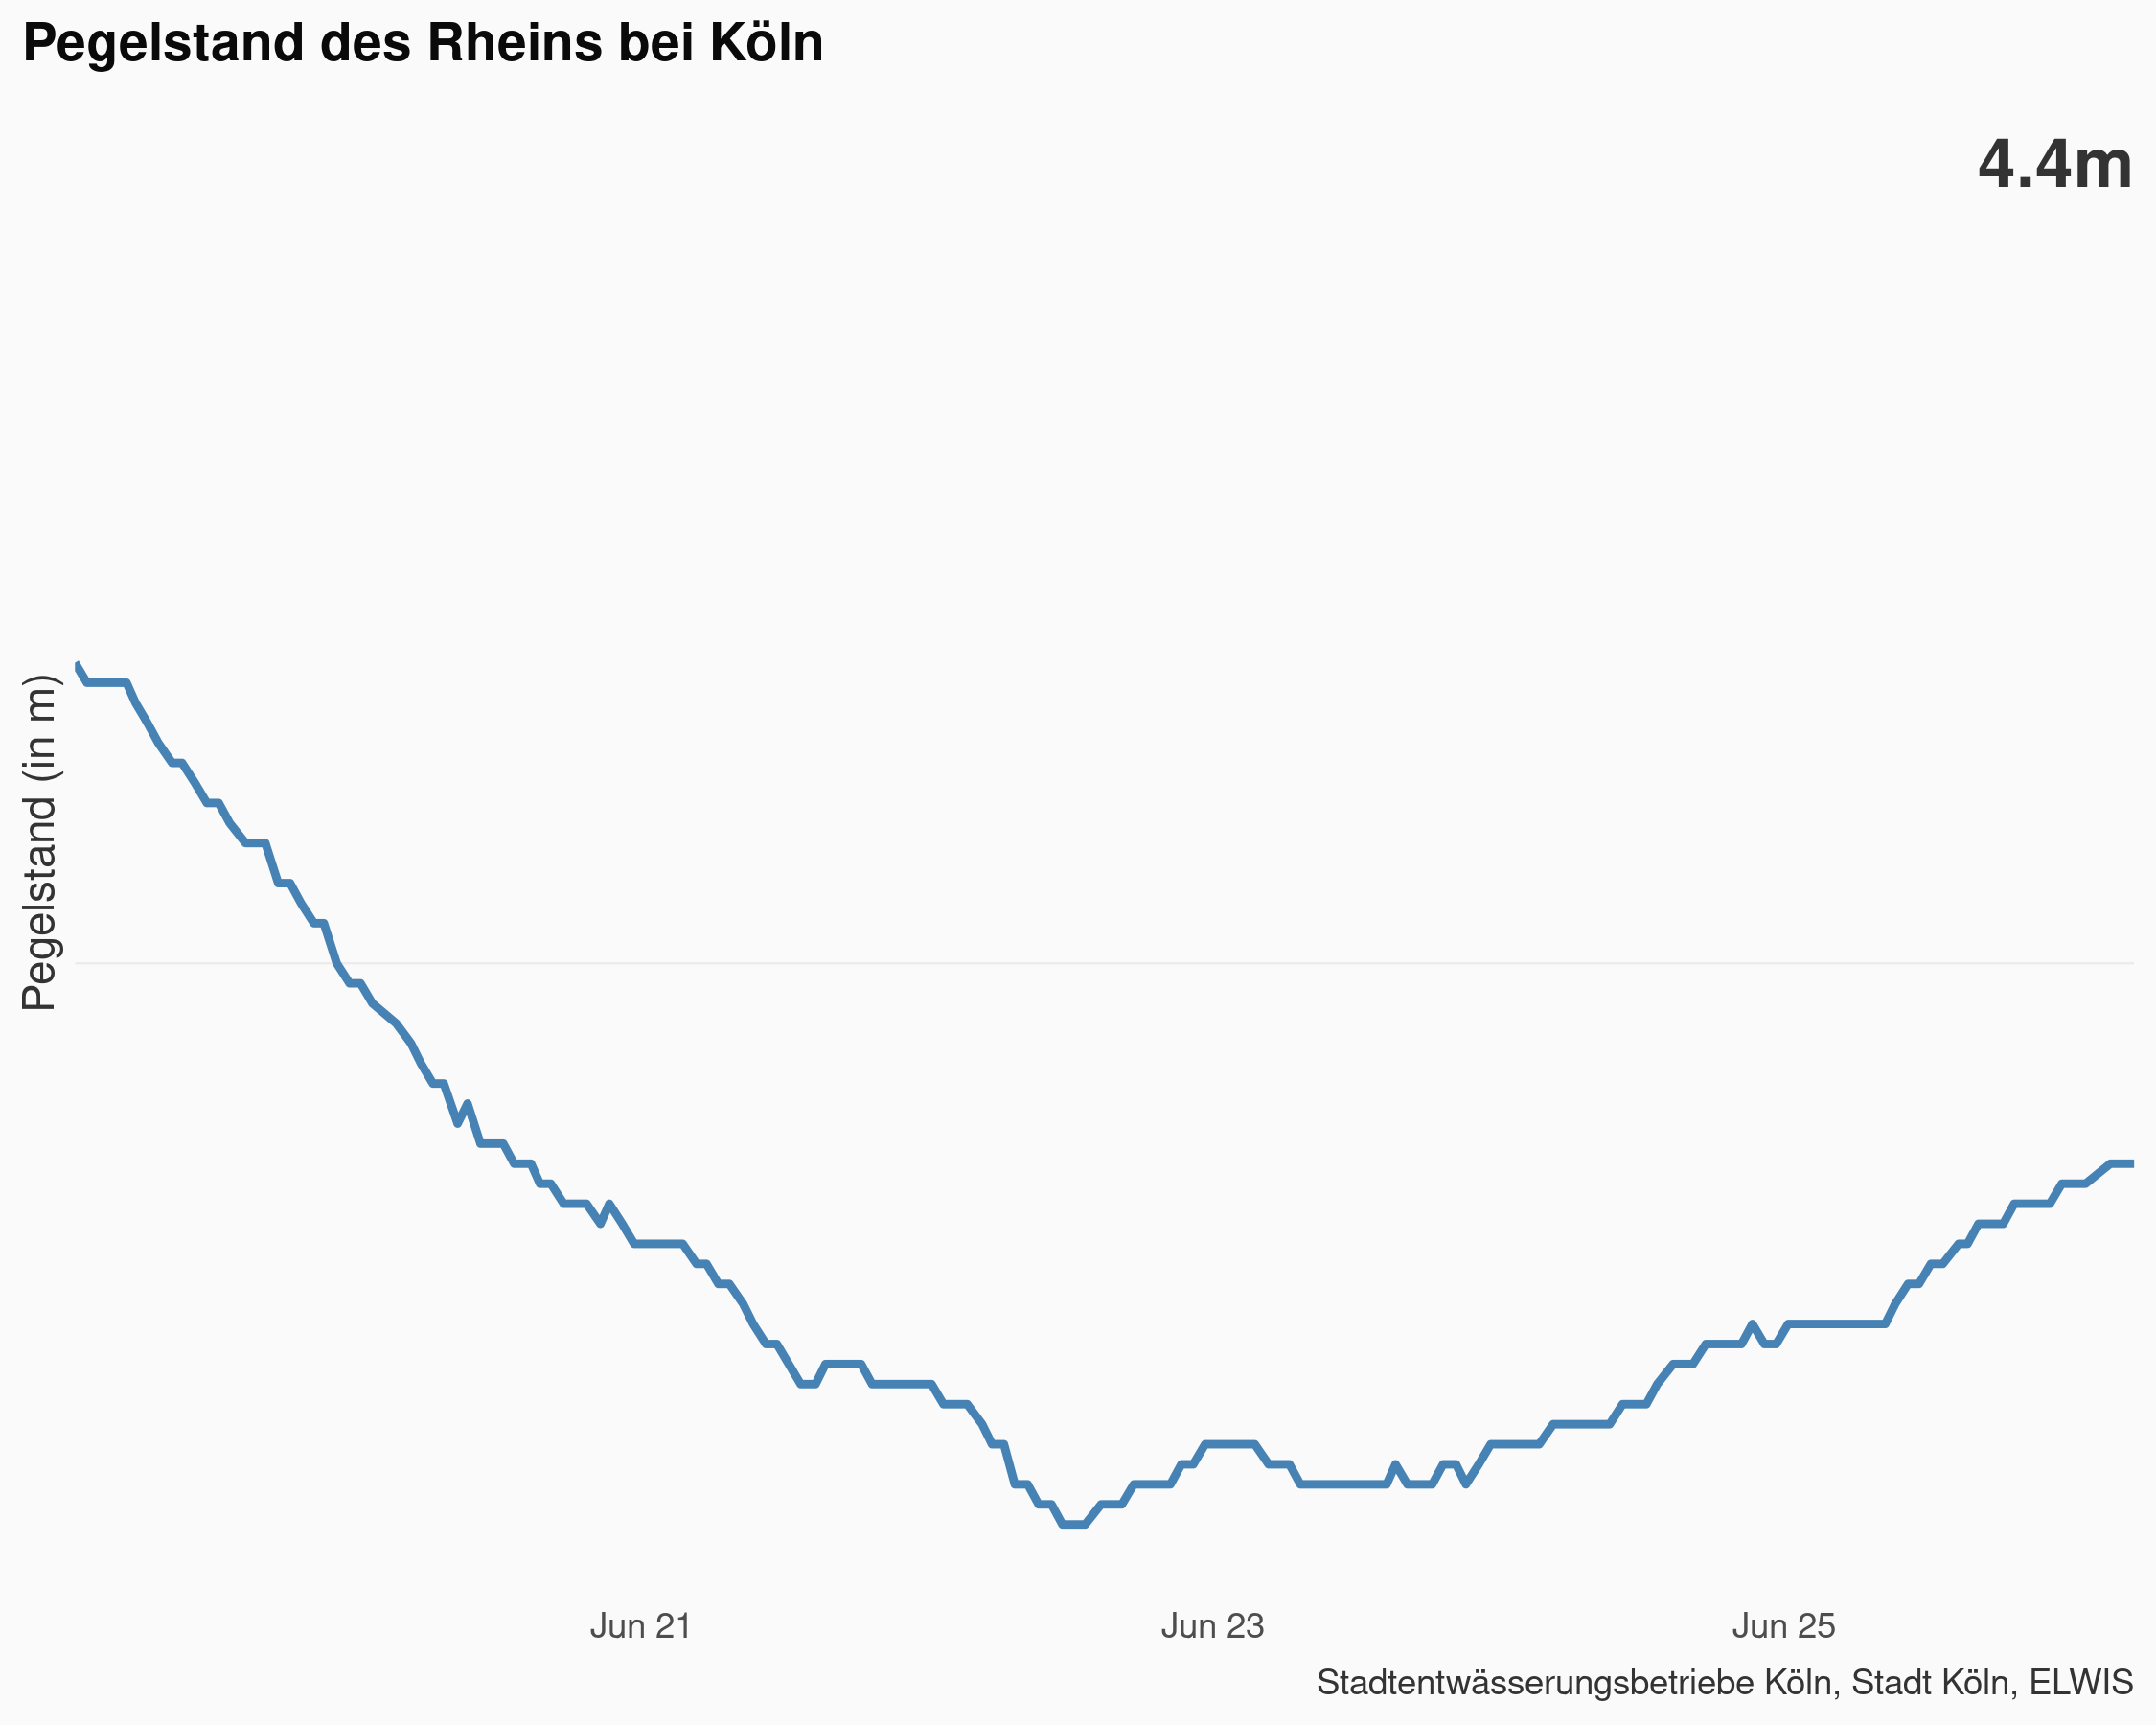 Pegelstand des Rheins bei Köln
4.4m
Pegelstand (in m)
Jun 21
Jun 23
Jun 25
Stadtentwässerungsbetriebe Köln, Stadt Köln, ELWIS